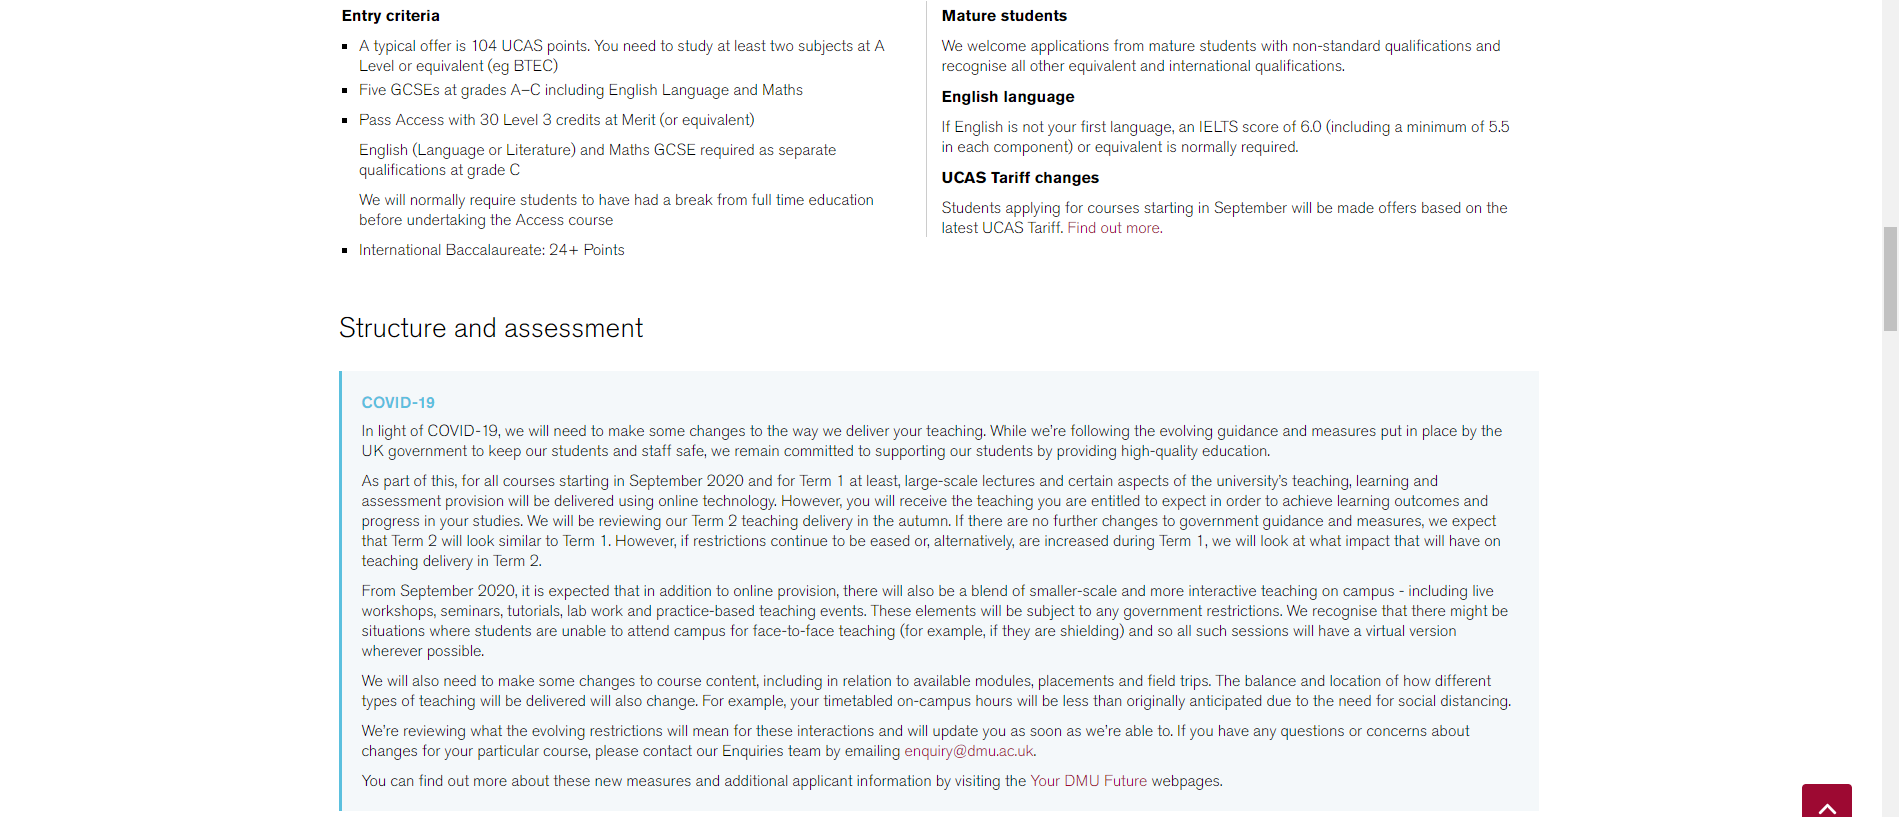 Entry criteria
A typical offer is 104 UCAS points. You need to study at least two subjects at A
Level or equivalent (eg BTEC)
Five GCSEs at grades A–C including English Language and Maths
Pass Access with 30 Level 3 credits at Merit (or equivalent)
English (Language or Literature) and Maths GCSE required as separate
qualifications at grade C
We will normally require students to have had a break from full time education
before undertaking the Access course
International Baccalaureate: 24+ Points
Mature students
We welcome applications from mature students with non-standard qualifications and
recognise all other equivalent and international qualifications.
English language
If English is not your first language, an IELTS score of 6.0 (including a minimum of 5.5
in each component) or equivalent is normally required.
UCAS Tariff changes
Students applying for courses starting in September will be made offers based on the
latest UCAS Tariff. Find out more.
Structure and assessment
COVID-19
In light of COVID-19, we will need to make some changes to the way we deliver your teaching. While we're following the evolving guidance and measures put in place by the
UK government to keep our students and staff safe, we remain committed to supporting our students by providing high-quality education.
As part of this, for all courses starting in September 2020 and for Term 1 at least, large-scale lectures and certain aspects of the university's teaching, learning and
assessment provision will be delivered using online technology. However, you will receive the teaching you are entitled to expect in order to achieve learning outcomes and
progress in your studies. We will be reviewing our Term 2 teaching delivery in the autumn. If there are no further changes to government guidance and measures, we expect
that Term 2 will look similar to Term 1. However, if restrictions continue to be eased or, alternatively, are increased during Term 1, we will look at what impact that will have on
teaching delivery in Term 2.
From September 2020, it is expected that in addition to online provision, there will also be a blend of smaller-scale and more interactive teaching on campus - including live
workshops, seminars, tutorials, lab work and practice-based teaching events. These elements will be subject to any government restrictions. We recognise that there might be
situations where students are unable to attend campus for face-to-face teaching (for example, if they are shielding) and so all such sessions will have a virtual version
wherever possible.
We will also need to make some changes to course content, including in relation to available modules, placements and field trips. The balance and location of how different
types of teaching will be delivered will also change. For example, your timetabled on-campus hours will be less than originally anticipated due to the need for social distancing.
We're reviewing what the evolving restrictions will mean for these interactions and will update you as soon as we're able to. If you have any questions or concerns about
changes for your particular course, please contact our Enquiries team by emailing enquiry@dmu.ac.uk.
You can find out more about these new measures and additional applicant information by visiting the Your DMU Future webpages.